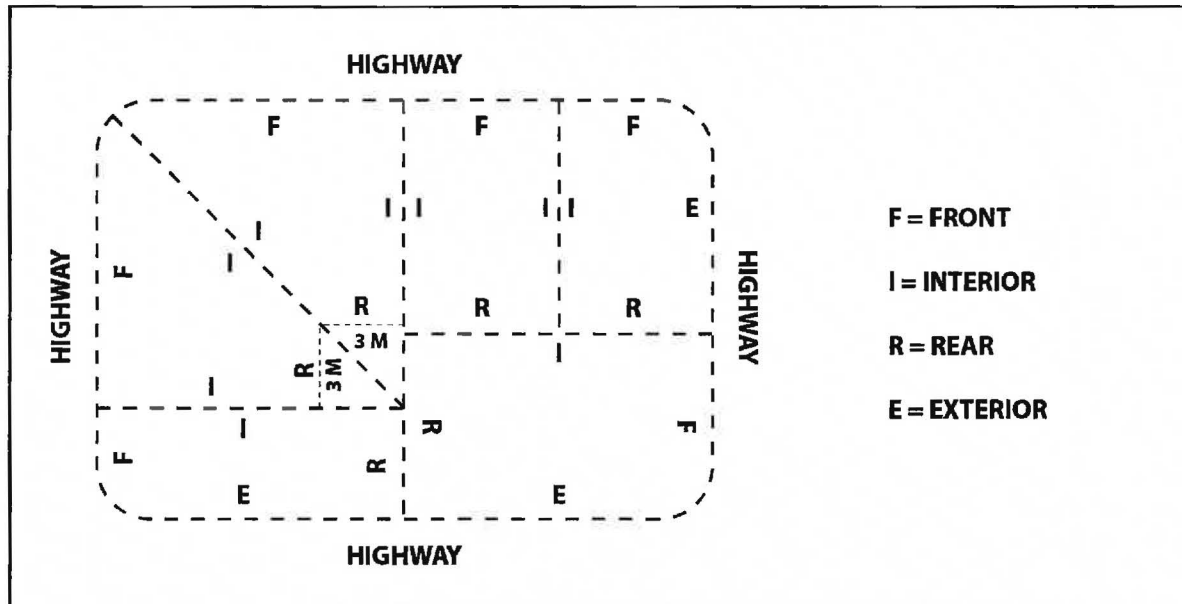 HIGHWAY
F F F
I I I I I E
I
F
HIGHWAY
HIGHWAY
R R R
3 M
I
R 3 M
I
I
F R R F
E E
HIGHWAY
F = FRONT
I = INTERIOR
R = REAR
E = EXTERIOR